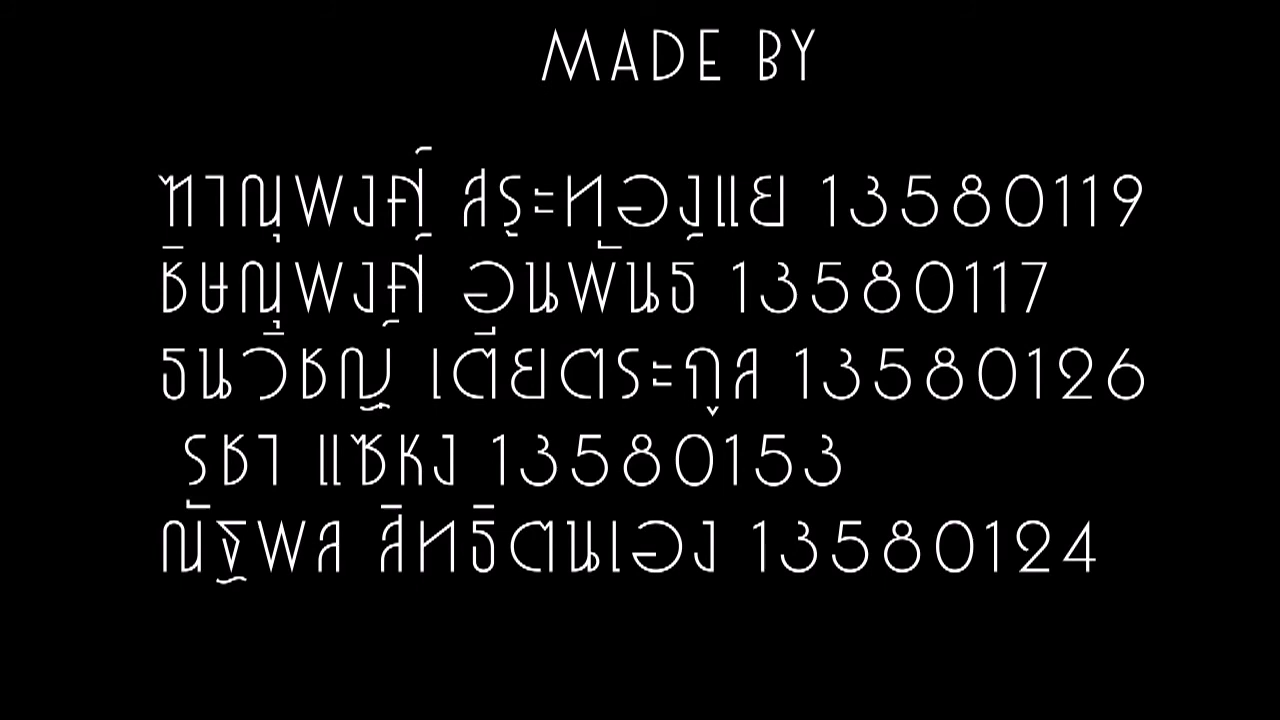 MADE BY
ฑาณุพงศ์ สระทองแย 13580119
ชิษณุพงศ์ อ่นพันธ์ 13580117
ธนวิชญ์ เตียตระกูล 13580126
รชา แซหง 13580153
ณัฐพล สิทธิตนเอง 13580124